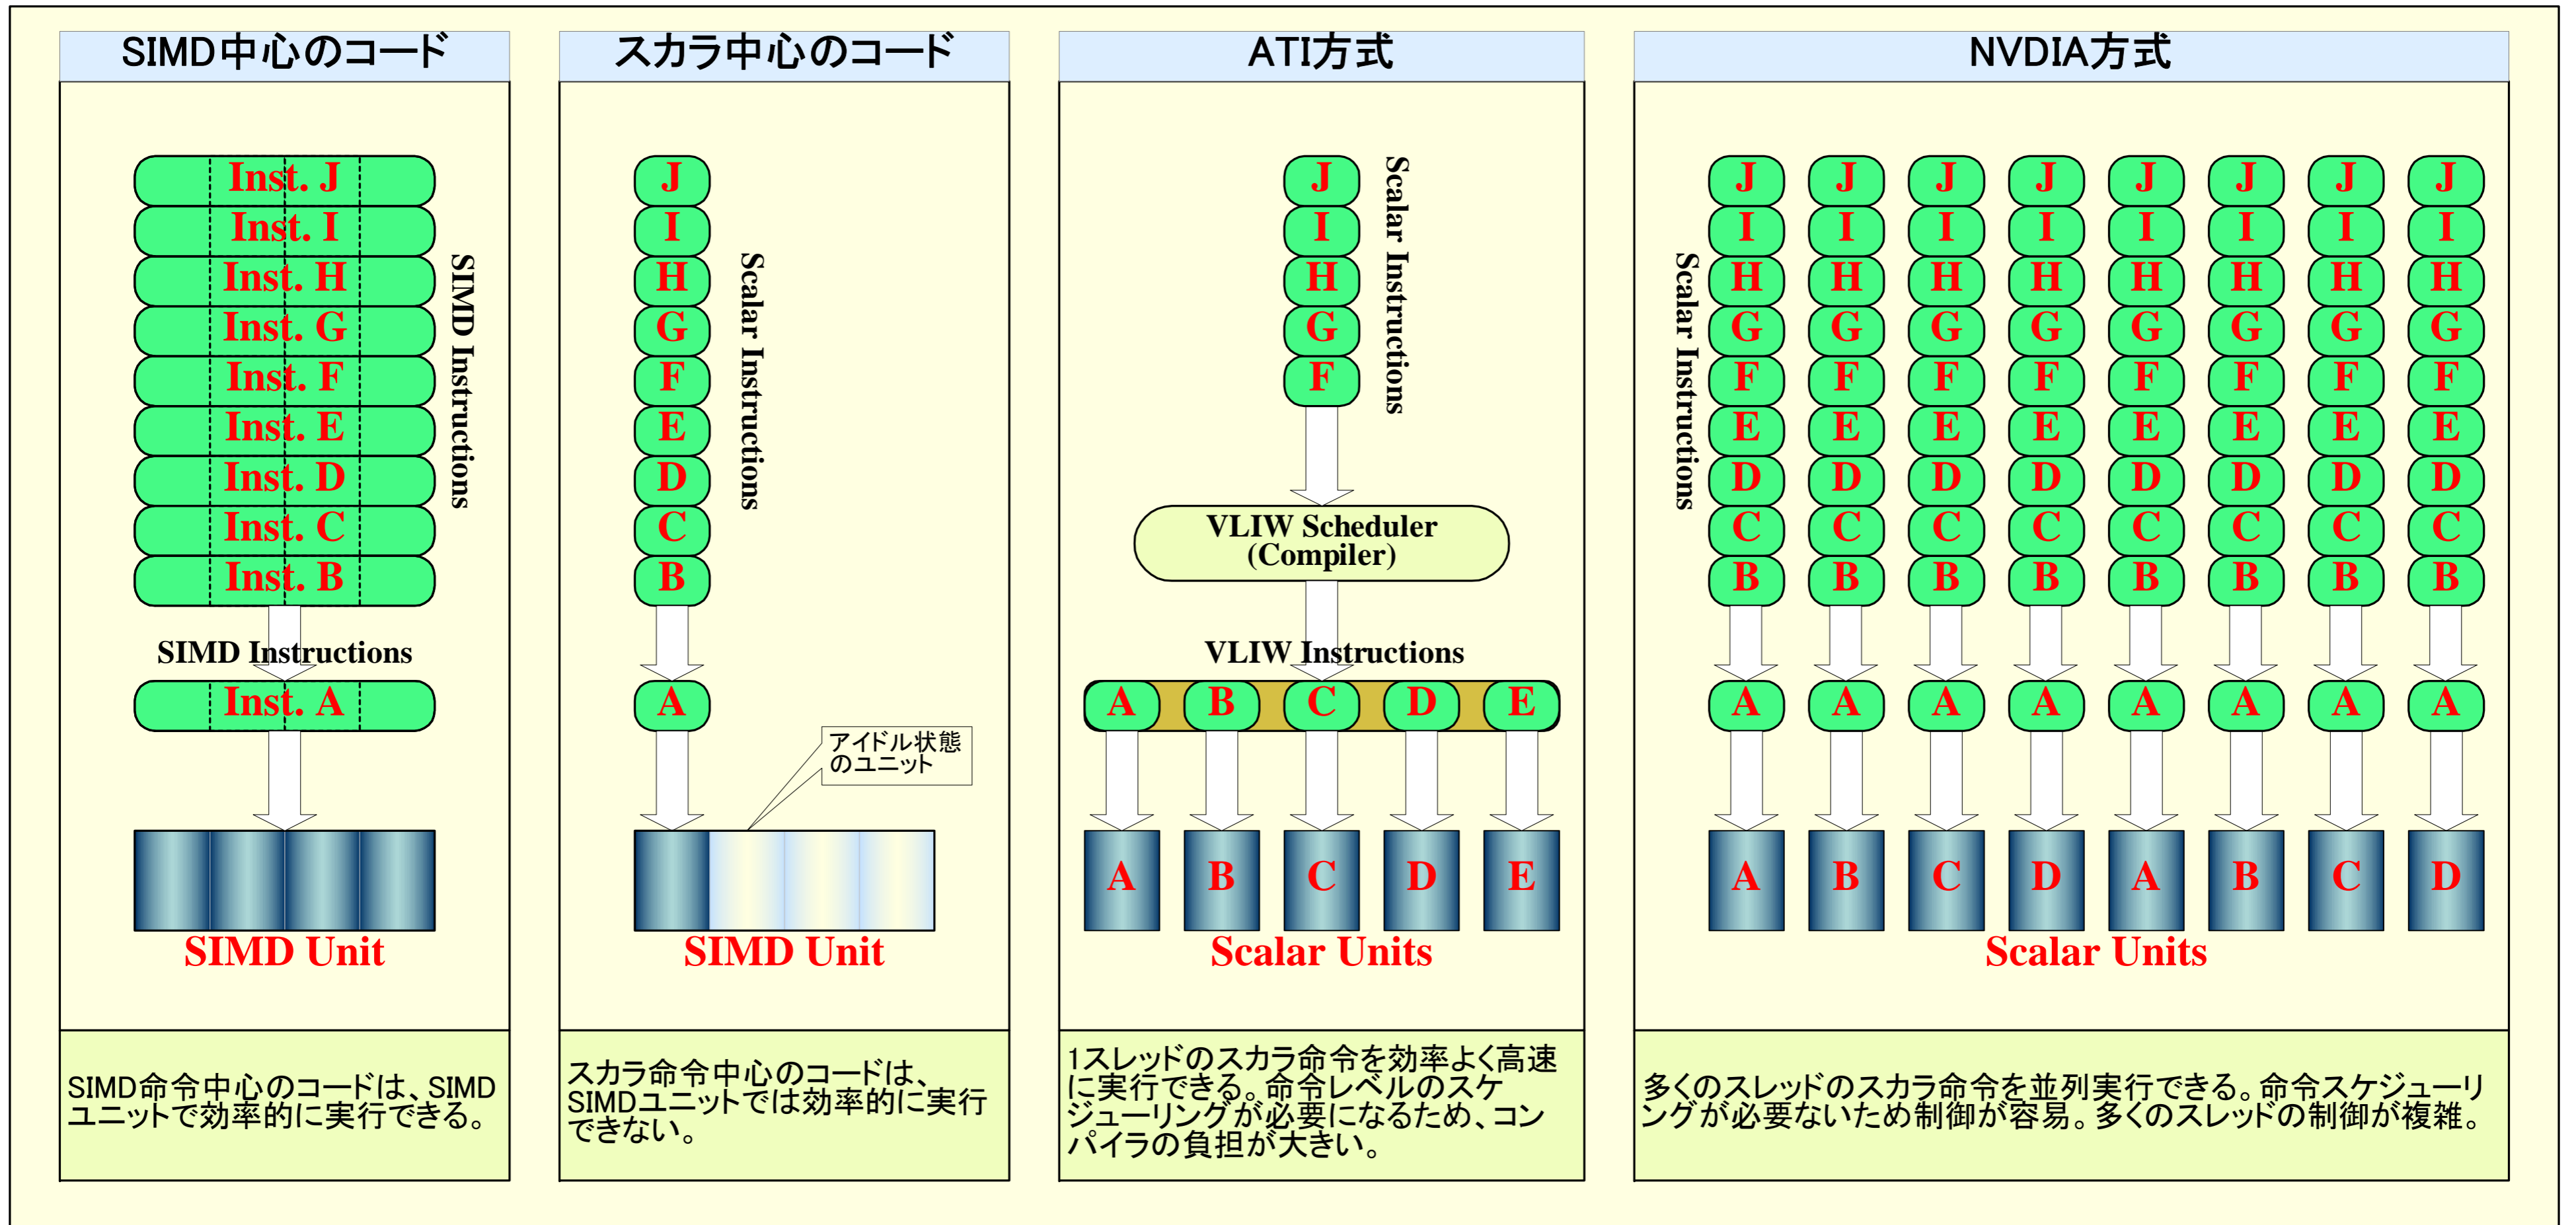 SIMD中心のコード
Inst. J
Inst. I
Inst. H
Inst. G
Inst. F
Inst. E
Inst. D
Inst. C
Inst. B
SIMD Instructions
SIMD Instructions
Inst. A
SIMD Unit
SIMD命令中心のコードは、SIMD
ユニットで効率的に実行できる。
スカラ中心のコード
J
I
H
G
F
E
D
C
B
Scalar Instructions
A
アイドル状態
のユニット
SIMD Unit
スカラ命令中心のコードは、
SIMDユニットでは効率的に実行
できない。
ATI方式
J
I
H
G
F
Scalar Instructions
VLIW Scheduler
(Compiler)
VLIW Instructions
A B C D E
A B C D E
Scalar Units
1スレッドのスカラ命令を効率よく高速
に実行できる。命令レベルのスケ
ジューリングが必要になるため、コン
パイラの負担が大きい。
NVDIA方式
Scalar Instructions
J J J J J J J J
I I I I I I I I
H H H H H H H H
G G G G G G G G
F F F F F F F F
E E E E E E E E
D D D D D D D D
C C C C C C C C
B B B B B B B B
A A A A A A A A
A B C D A B C D
Scalar Units
多くのスレッドのスカラ命令を並列実行できる。命令スケジューリ
ングが必要ないため制御が容易。多くのスレッドの制御が複雑。